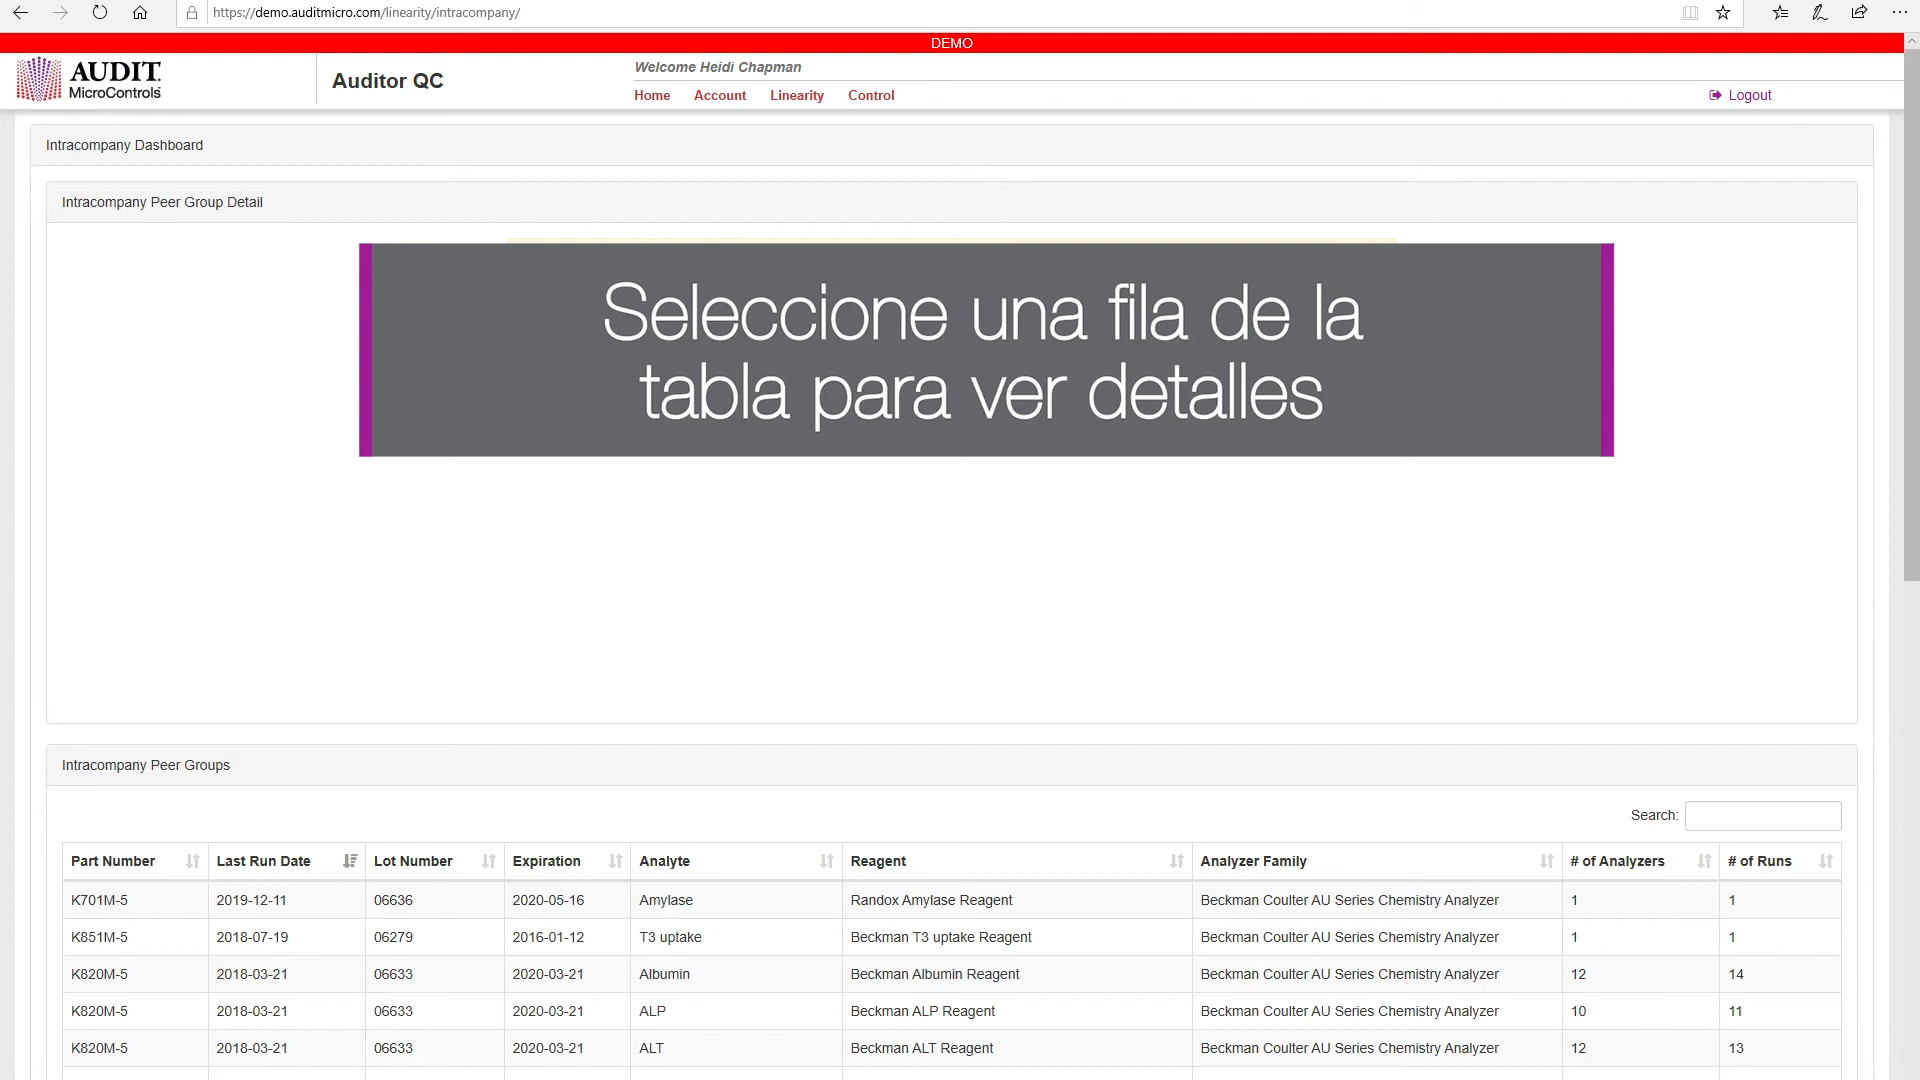 https://demo.auditmicro.com/linearity/intracompany/
DEMO
AUDIT
MicroControls
Auditor QC
Welcome Heidi Chapman
Home Account Linearity Control
Logout
Intracompany Dashboard
Intracompany Peer Group Detail
Seleccione una fila de la
tabla para ver detalles
Intracompany Peer Groups
Search:
Part Number Last Run Date Lot Number Expiration Analyte Reagent Analyzer Family # of Analyzers # of Runs
K701M-5 2019-12-11 06636 2020-05-16 Amylase Randox Amylase Reagent Beckman Coulter AU Series Chemistry Analyzer 1 1
K851M-5 2018-07-19 06279 2016-01-12 T3 uptake Beckman T3 uptake Reagent Beckman Coulter AU Series Chemistry Analyzer 1 1
K820M-5 2018-03-21 06633 2020-03-21 Albumin Beckman Albumin Reagent Beckman Coulter AU Series Chemistry Analyzer 12 14
K820M-5 2018-03-21 06633 2020-03-21 ALP Beckman ALP Reagent Beckman Coulter AU Series Chemistry Analyzer 10 11
K820M-5 2018-03-21 06633 2020-03-21 ALT Beckman ALT Reagent Beckman Coulter AU Series Chemistry Analyzer 12 13